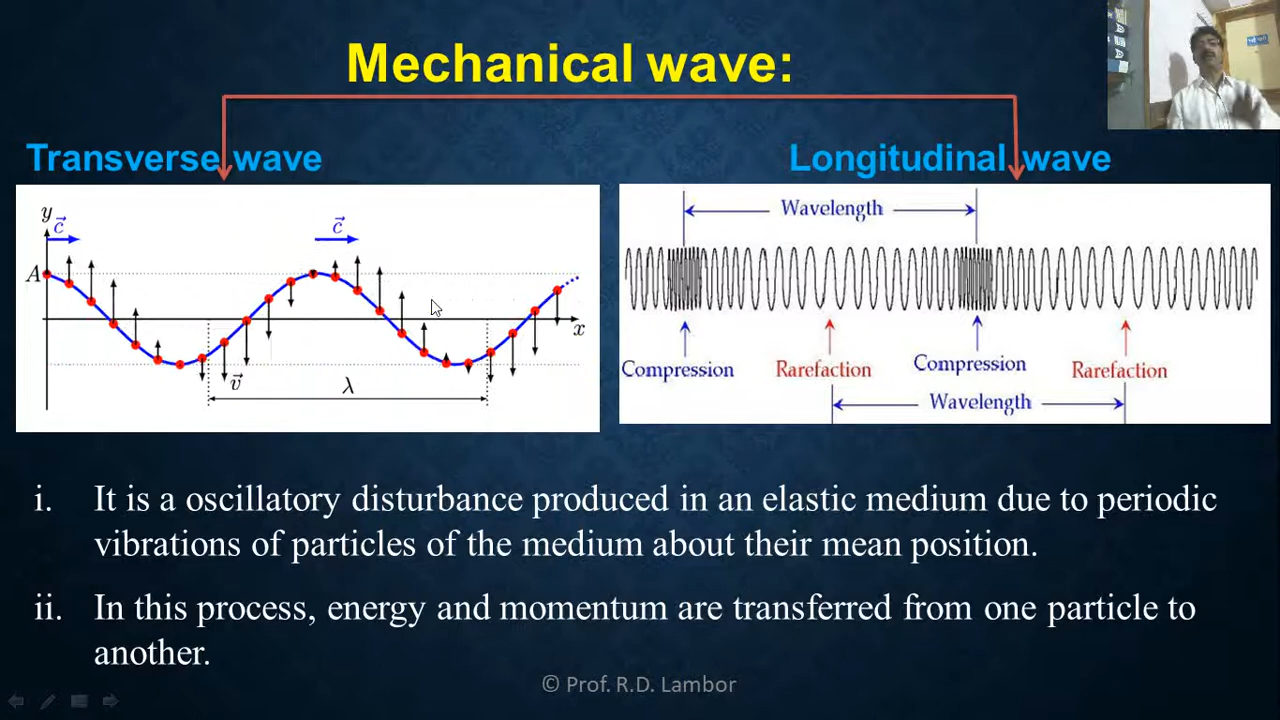 Mechanical wave:
Transverse wave
Longitudinal wave
y
c
c
A
x
v
λ
Wavelength
Compression
Rarefaction
Compression
Rarefaction
Wavelength
i. It is a oscillatory disturbance produced in an elastic medium due to periodic
vibrations of particles of the medium about their mean position.
ii. In this process, energy and momentum are transferred from one particle to
another.
© Prof. R.D. Lambor